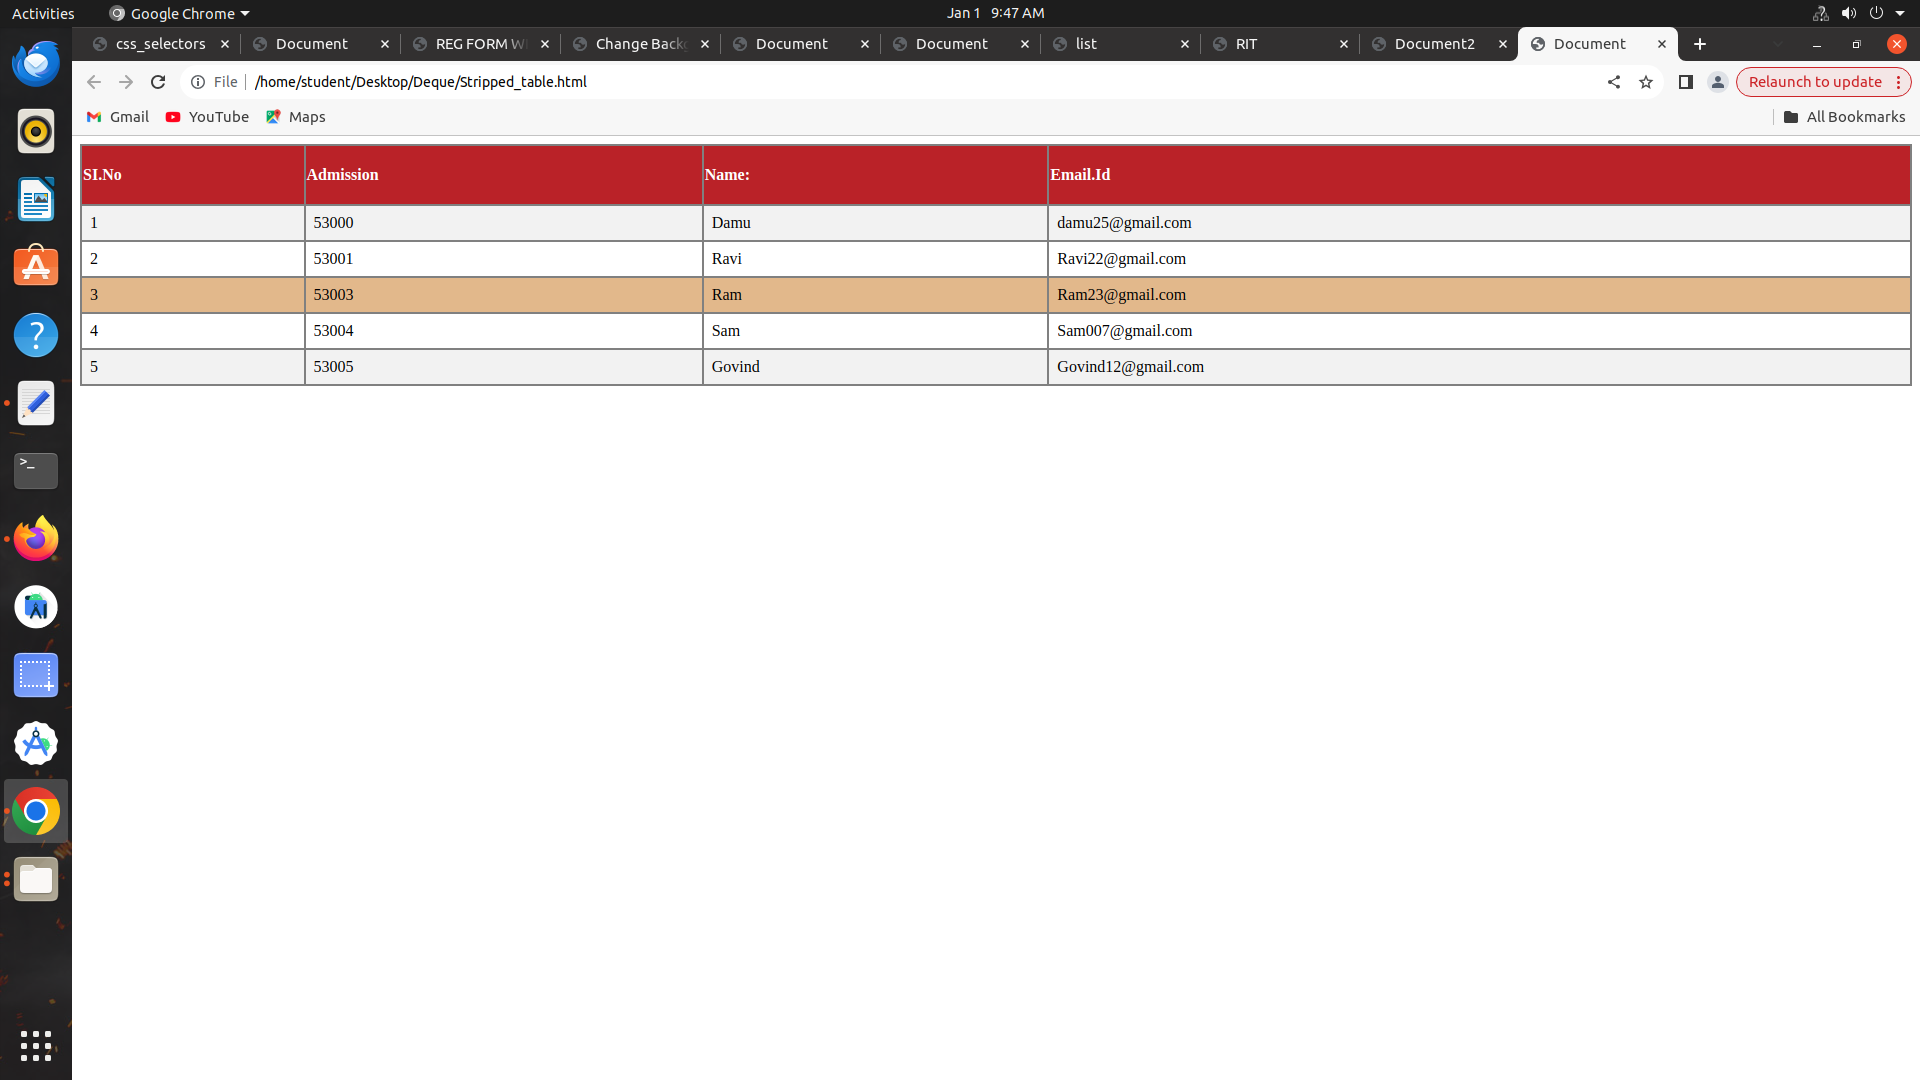 Activities Google Chrome Jan 1 9:47 AM
css_selectors Document REG FORM W Change Backg Document Document list RIT Document2 Document
File /home/student/Desktop/Deque/Stripped_table.html Relaunch to update
Gmail YouTube Maps All Bookmarks
SI.No Admission Name: Email.Id
1 53000 Damu damu25@gmail.com
2 53001 Ravi Ravi22@gmail.com
3 53003 Ram Ram23@gmail.com
4 53004 Sam Sam007@gmail.com
5 53005 Govind Govind12@gmail.com